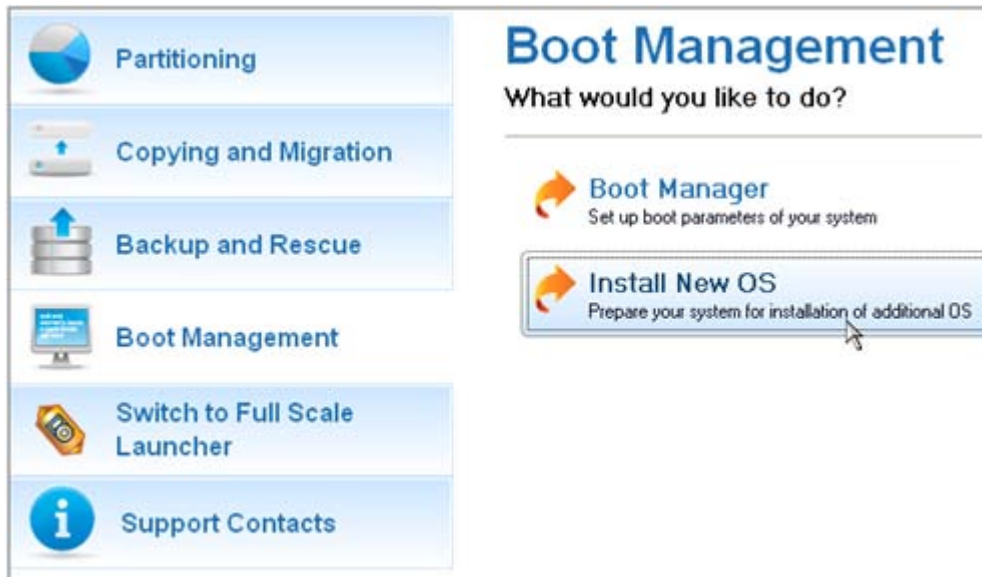 Partitioning
Copying and Migration
Backup and Rescue
Boot Management
Switch to Full Scale
Launcher
Support Contacts
Boot Management
What would you like to do?
Boot Manager
Set up boot parameters of your system
Install New OS
Prepare your system for installation of additional OS